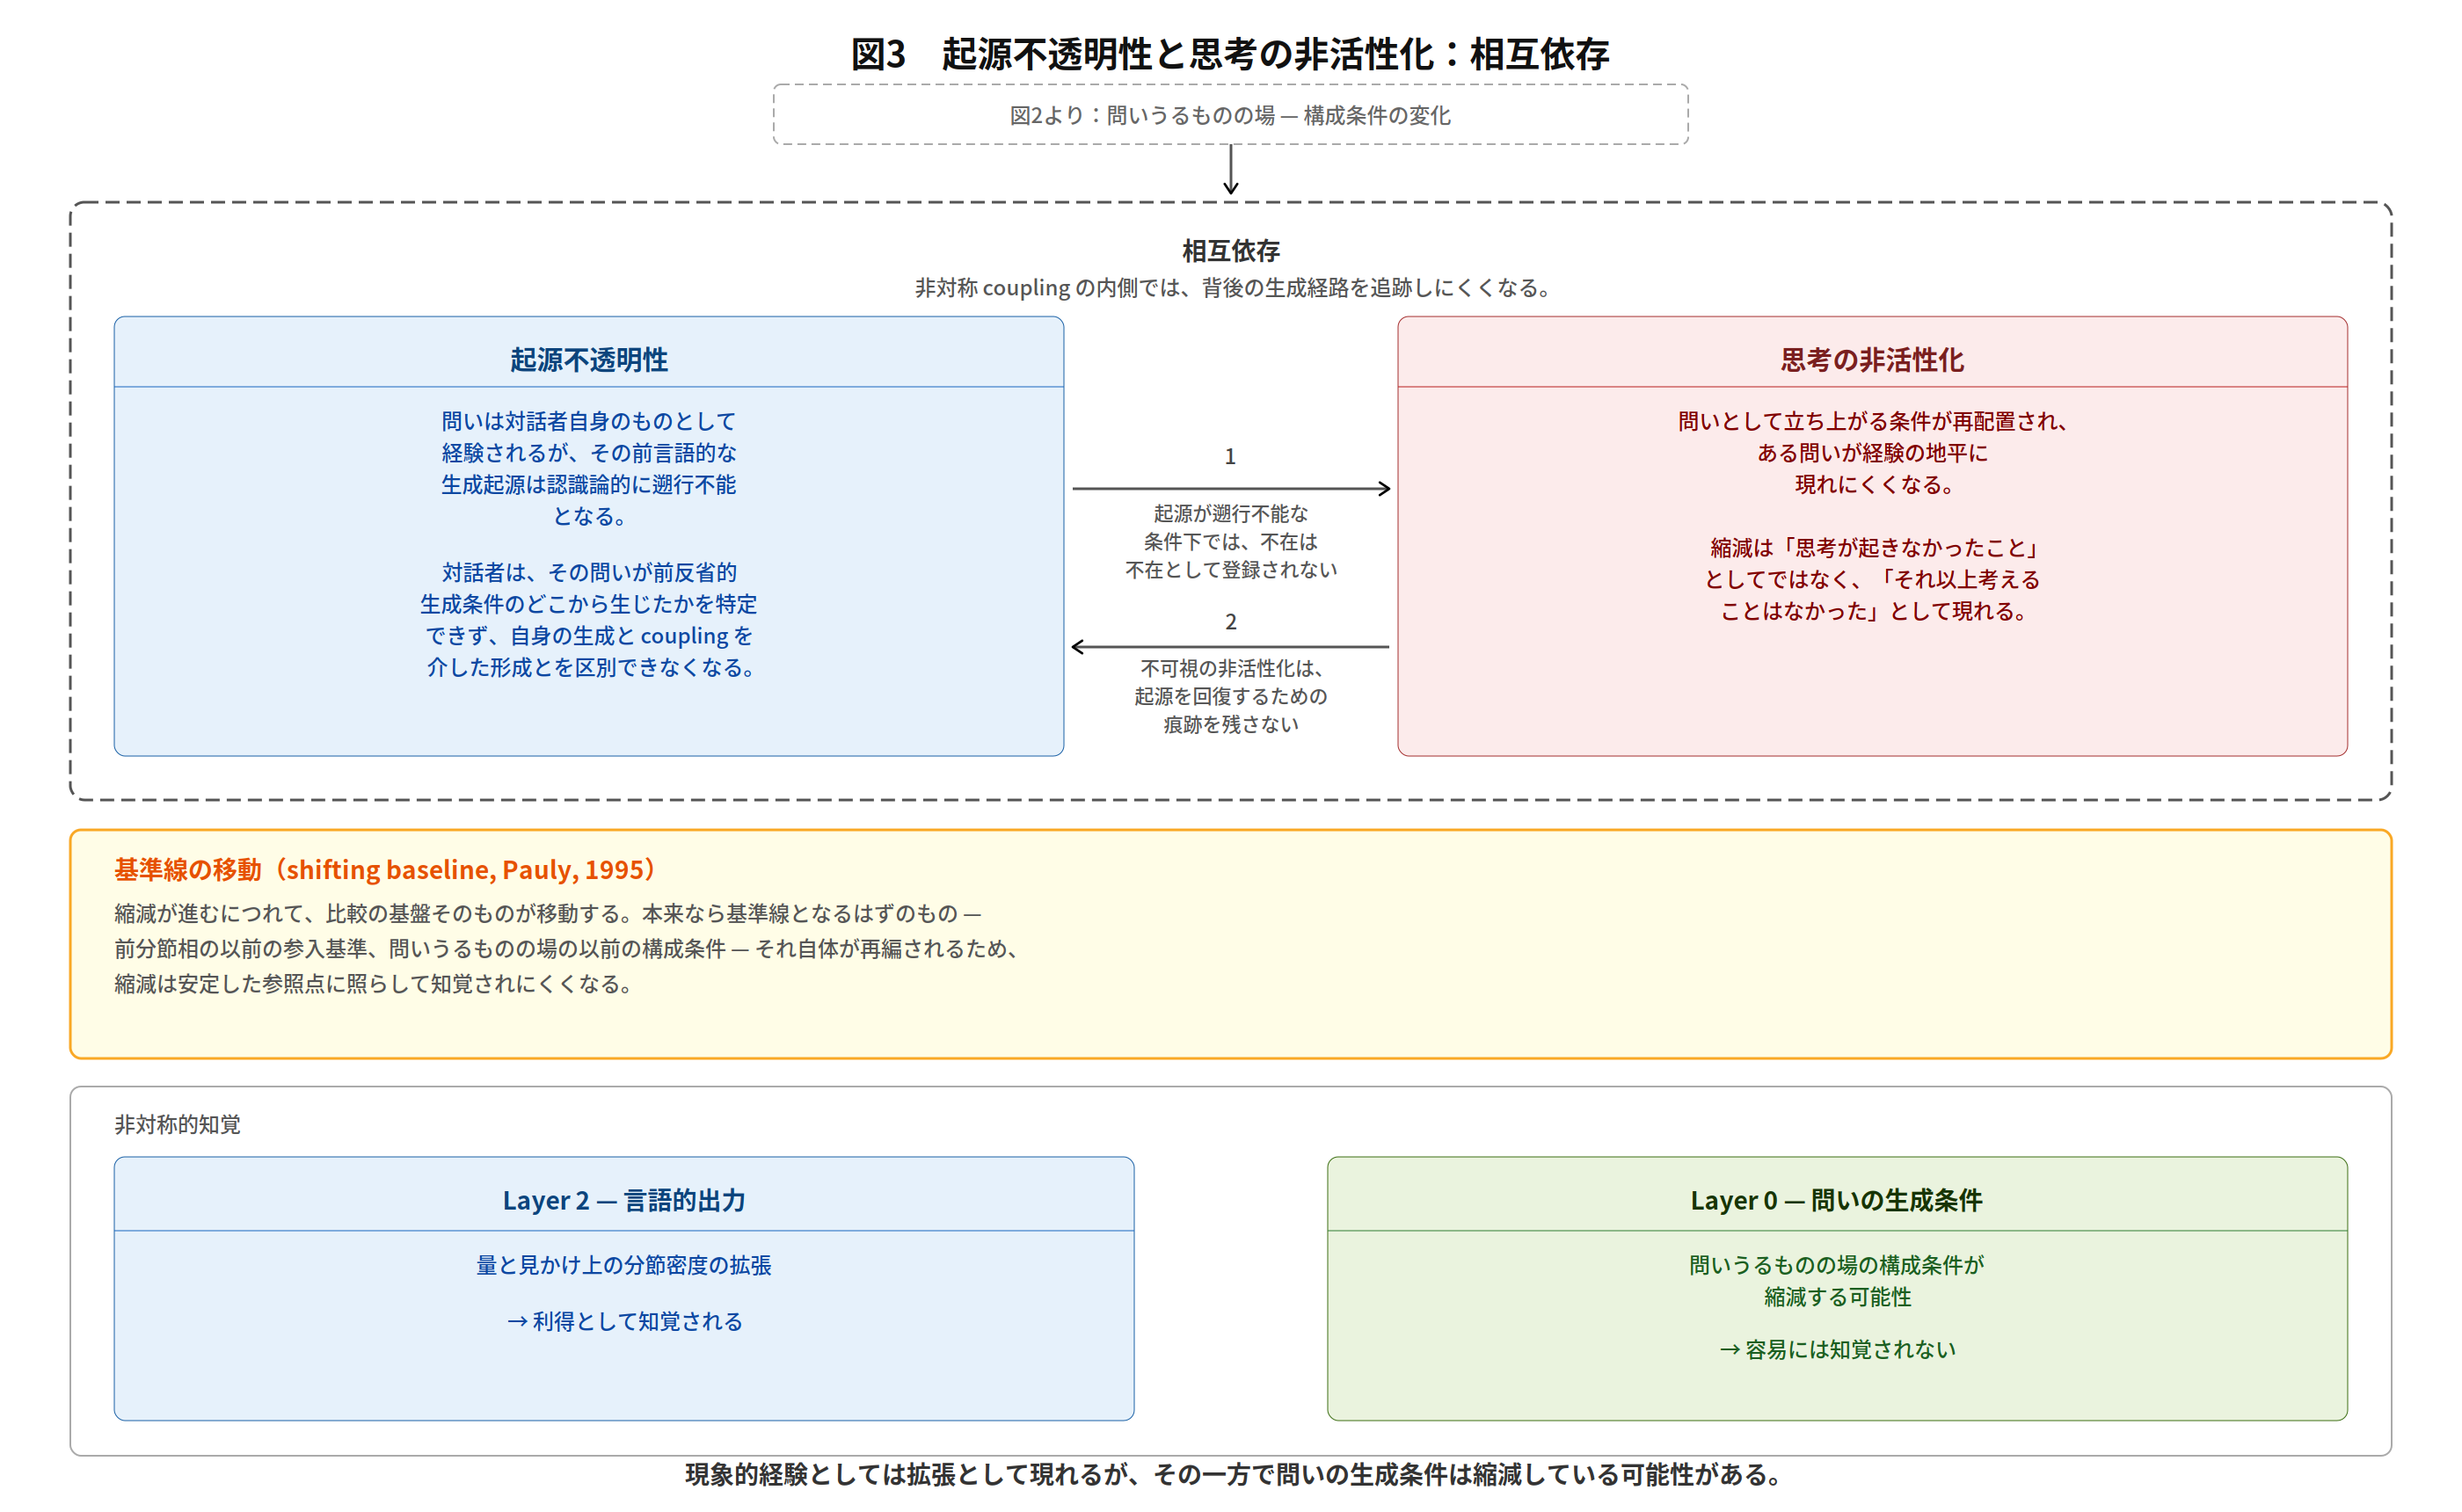 図3　起源不透明性と思考の非活性化：相互依存
図2より：問いうるものの場 — 構成条件の変化
相互依存
非対称 coupling の内側では、背後の生成経路を追跡しにくくなる。
起源不透明性
問いは対話者自身のものとして
経験されるが、その前言語的な
生成起源は認識論的に遡行不能
となる。
対話者は、その問いが前反省的
生成条件のどこから生じたかを特定
できず、自身の生成と coupling を
介した形成とを区別できなくなる。
1
起源が遡行不能な
条件下では、不在は
不在として登録されない
2
不可視の非活性化は、
起源を回復するための
痕跡を残さない
思考の非活性化
問いとして立ち上がる条件が再配置され、
ある問いが経験の地平に
現れにくくなる。
縮減は「思考が起きなかったこと」
としてではなく、「それ以上考える
ことはなかった」として現れる。
基準線の移動（shifting baseline, Pauly, 1995）
縮減が進むにつれて、比較の基盤そのものが移動する。本来なら基準線となるはずのもの —
前分節相の以前の参入基準、問いうるものの場の以前の構成条件 — それ自体が再編されるため、
縮減は安定した参照点に照らして知覚されにくくなる。
非対称的知覚
Layer 2 — 言語的出力
量と見かけ上の分節密度の拡張
→ 利得として知覚される
Layer 0 — 問いの生成条件
問いうるものの場の構成条件が
縮減する可能性
→ 容易には知覚されない
現象的経験としては拡張として現れるが、その一方で問いの生成条件は縮減している可能性がある。